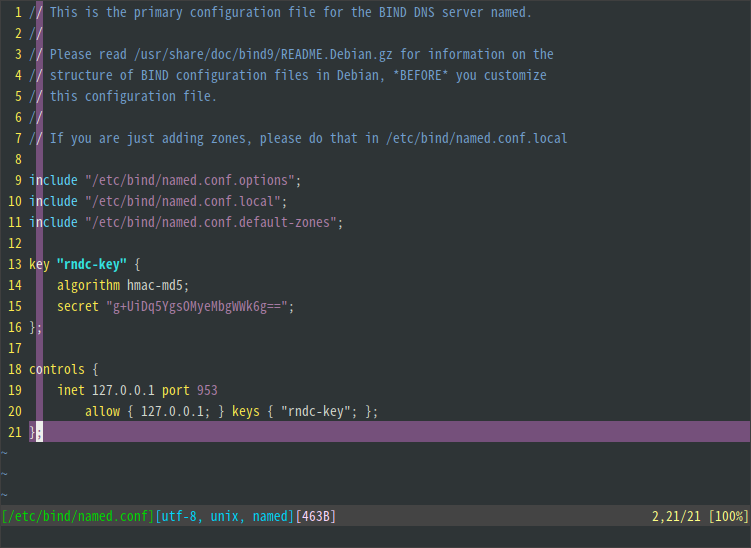 1 // This is the primary configuration file for the BIND DNS server named.
2 //
3 // Please read /usr/share/doc/bind9/README.Debian.gz for information on the
4 // structure of BIND configuration files in Debian, *BEFORE* you customize
5 // this configuration file.
6 //
7 // If you are just adding zones, please do that in /etc/bind/named.conf.local
8
9 include "/etc/bind/named.conf.options";
10 include "/etc/bind/named.conf.local";
11 include "/etc/bind/named.conf.default-zones";
12
13 key "rndc-key" {
14     algorithm hmac-md5;
15     secret "g+UiDq5YgsOMyeMbgWWk6g==";
16 };
17
18 controls {
19     inet 127.0.0.1 port 953
20         allow { 127.0.0.1; } keys { "rndc-key"; };
21 };
~
~
~
[/etc/bind/named.conf][utf-8, unix, named][463B] 2,21/21 [100%]